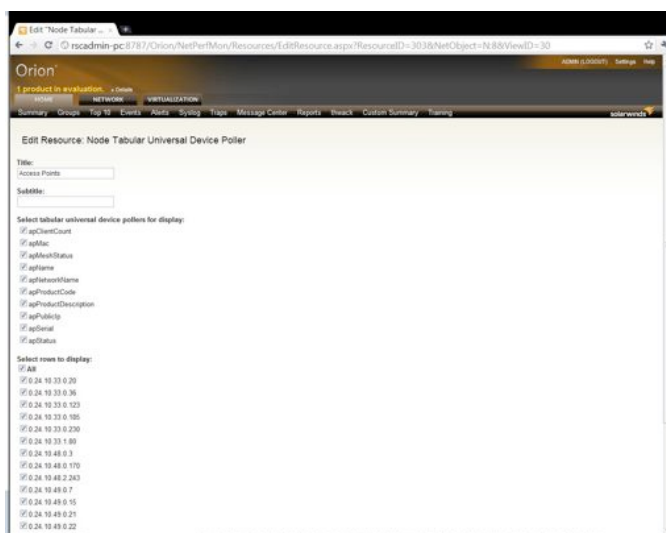 Edit "Node Tabular ...
rscadmin-pc:8787/Orion/NetPerfMon/Resources/EditResource.aspx?ResourceID=303&NetObject=N:8&ViewID=30
ADMIN (LOGOUT) Settings Help
Orion
1 product in evaluation. Details
HOME NETWORK VIRTUALIZATION
Summary Groups Top 10 Events Alerts Syslog Traps Message Center Reports thwack Custom Summary Training
solarwinds
Edit Resource: Node Tabular Universal Device Poller
Title:
Access Points
Subtitle:
Select tabular universal device pollers for display:
apClientCount
apMac
apMeshStatus
apName
apNetworkName
apProductCode
apProductDescription
apPublicIp
apSerial
apStatus
Select rows to display:
All
0.24.10.33.0.20
0.24.10.33.0.36
0.24.10.33.0.123
0.24.10.33.0.185
0.24.10.33.0.230
0.24.10.33.1.80
0.24.10.48.0.3
0.24.10.48.0.170
0.24.10.48.2.243
0.24.10.49.0.7
0.24.10.49.0.15
0.24.10.49.0.21
0.24.10.49.0.22